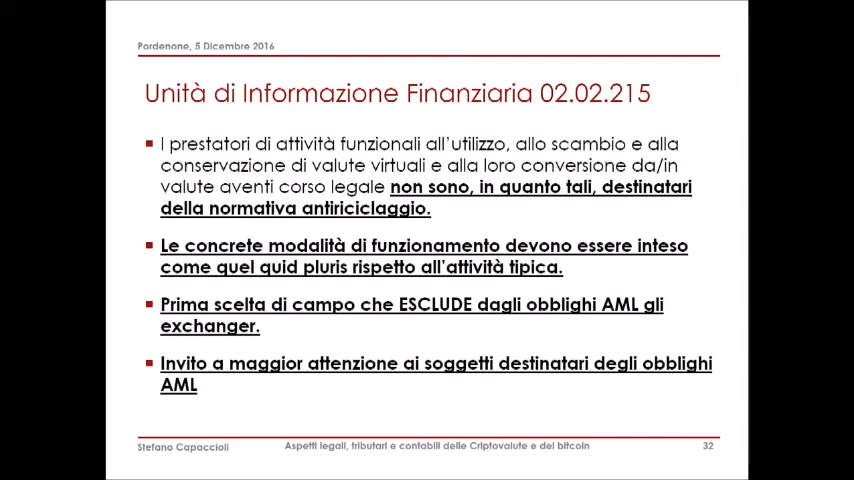 Pordenone, 5 Dicembre 2016
Unità di Informazione Finanziaria 02.02.215
I prestatori di attività funzionali all'utilizzo, allo scambio e alla
conservazione di valute virtuali e alla loro conversione da/in
valute aventi corso legale non sono, in quanto tali, destinatari
della normativa antiriciclaggio.
Le concrete modalità di funzionamento devono essere inteso
come quel quid pluris rispetto all'attività tipica.
Prima scelta di campo che ESCLUDE dagli obblighi AML gli
exchanger.
Invito a maggior attenzione ai soggetti destinatari degli obblighi
AML
Stefano Capaccioli
Aspetti legali, tributari e contabili delle Criptovalute e dei bitcoin
32